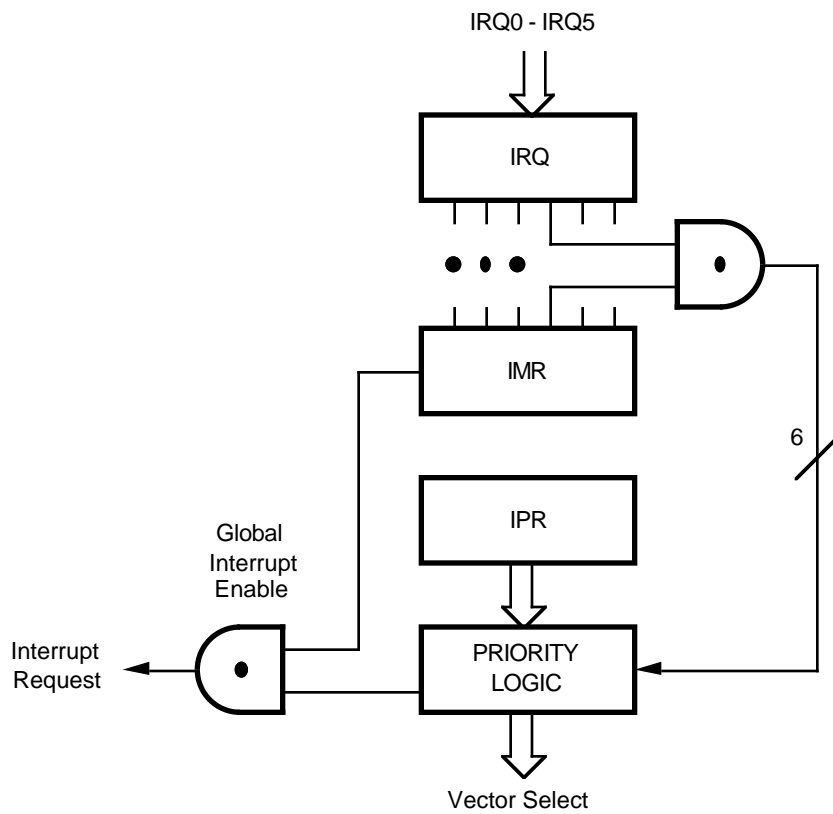 IRQ0 - IRQ5
IRQ
IMR
6
IPR
Global
Interrupt
Enable
Interrupt
Request
PRIORITY
LOGIC
Vector Select